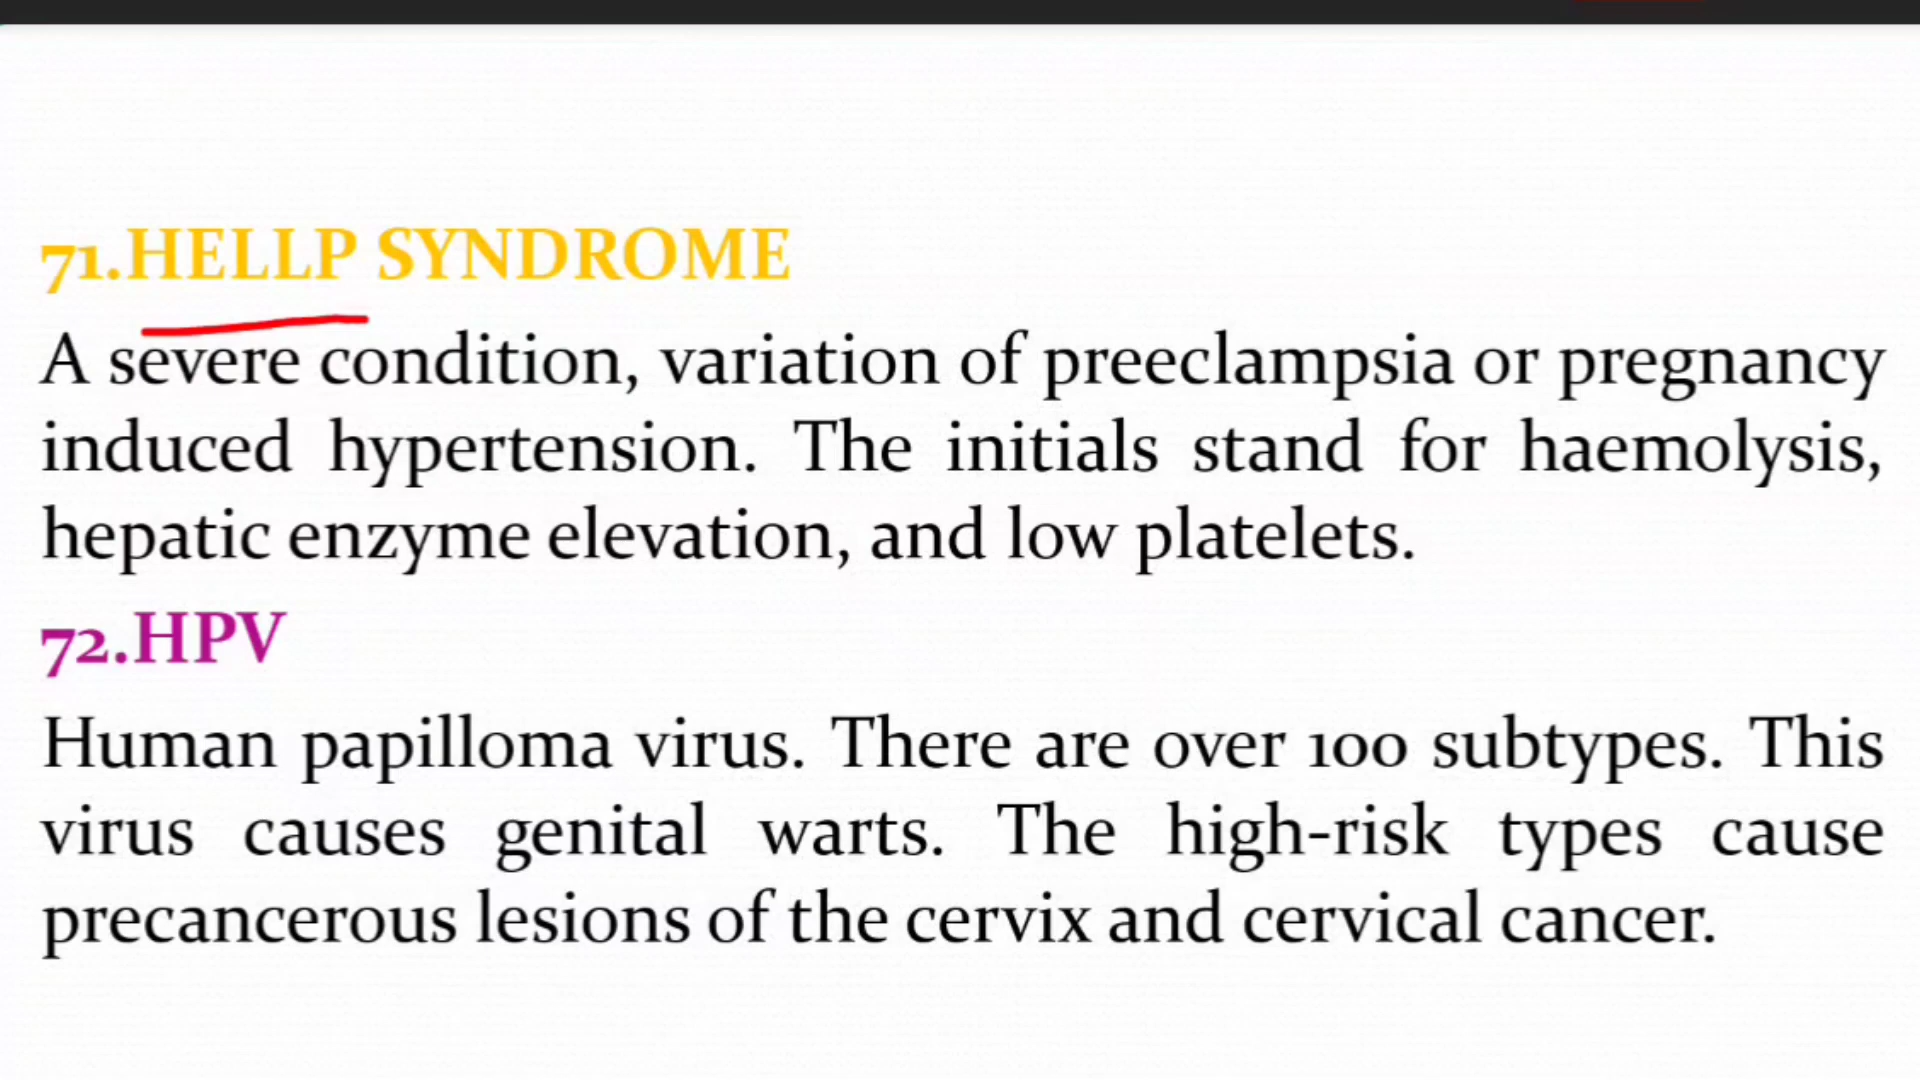 71.HELLP SYNDROME
A severe condition, variation of preeclampsia or pregnancy
induced hypertension. The initials stand for haemolysis,
hepatic enzyme elevation, and low platelets.
72.HPV
Human papilloma virus. There are over 100 subtypes. This
virus causes genital warts. The high-risk types cause
precancerous lesions of the cervix and cervical cancer.